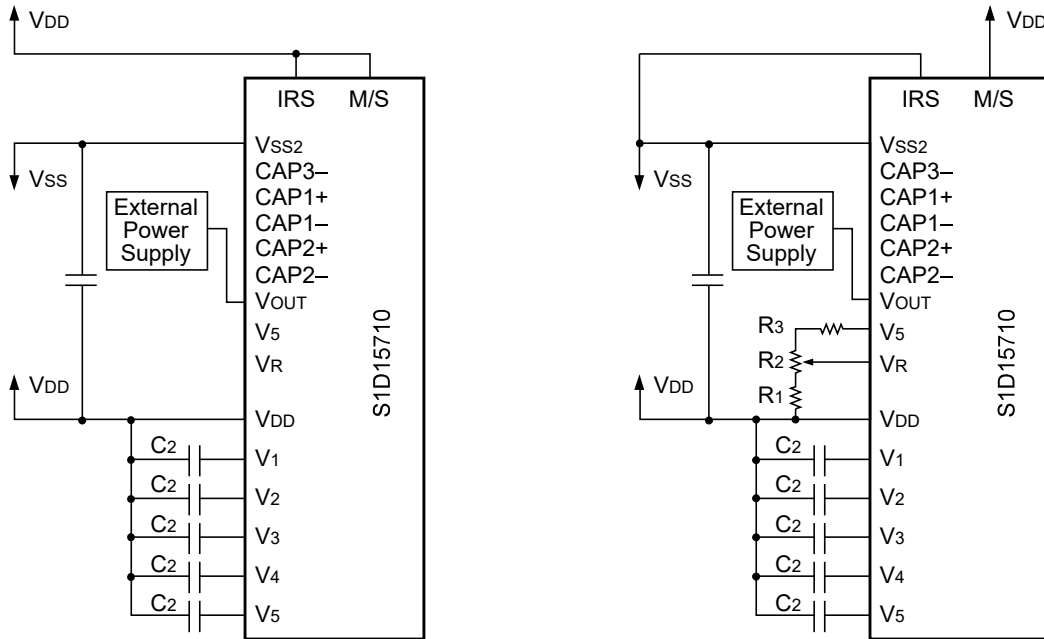 VDD
IRS M/S
VSS2
VSS
CAP3–
CAP1+
CAP1–
CAP2+
CAP2–
External
Power
Supply
VOUT
V5
VR
S1D15710
VDD
VDD
C2 V1
C2 V2
C2 V3
C2 V4
C2 V5
VDD
IRS M/S
VSS2
VSS
CAP3–
CAP1+
CAP1–
CAP2+
CAP2–
External
Power
Supply
VOUT
R3 V5
R2 VR
R1
S1D15710
VDD
VDD
C2 V1
C2 V2
C2 V3
C2 V4
C2 V5